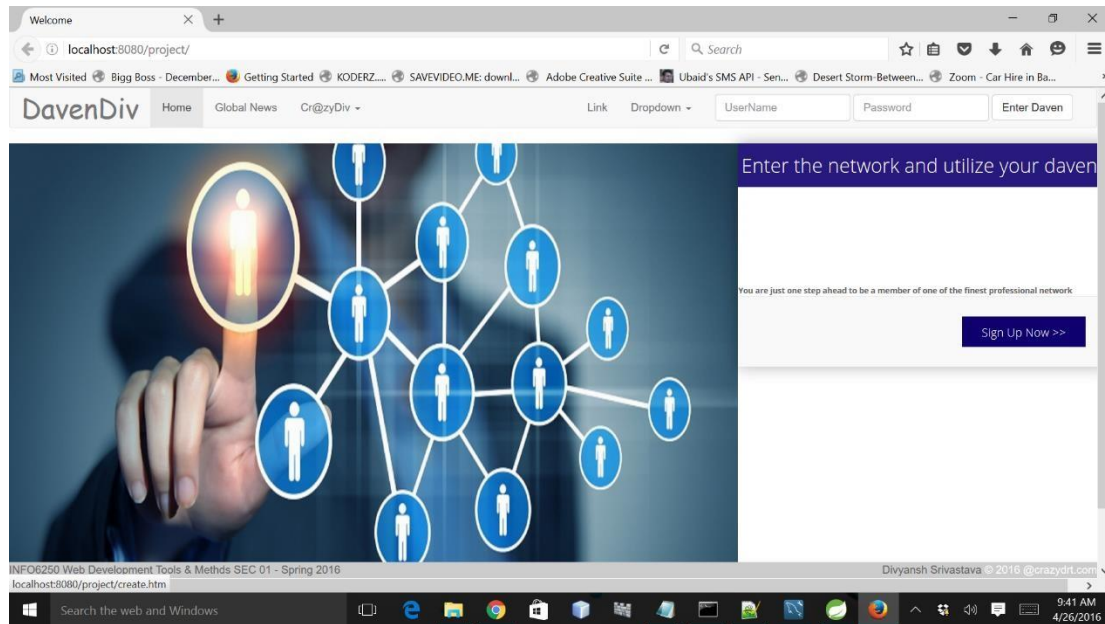 Welcome
localhost:8080/project/
Search
Most Visited Bigg Boss - December... Getting Started KODERZ.... SAVEVIDEO.ME: downl... Adobe Creative Suite ... Ubaid's SMS API - Sen... Desert Storm-Between... Zoom - Car Hire in Ba...
DavenDiv Home Global News Cr@zyDiv Link Dropdown UserName Password Enter Daven
Enter the network and utilize your daven
You are just one step ahead to be a member of one of the finest professional network
Sign Up Now >>
INFO6250 Web Development Tools & Methds SEC 01 - Spring 2016 Divyansh Srivastava © 2016 @crazydrt.com
localhost:8080/project/create.htm
Search the web and Windows
9:41 AM
4/26/2016